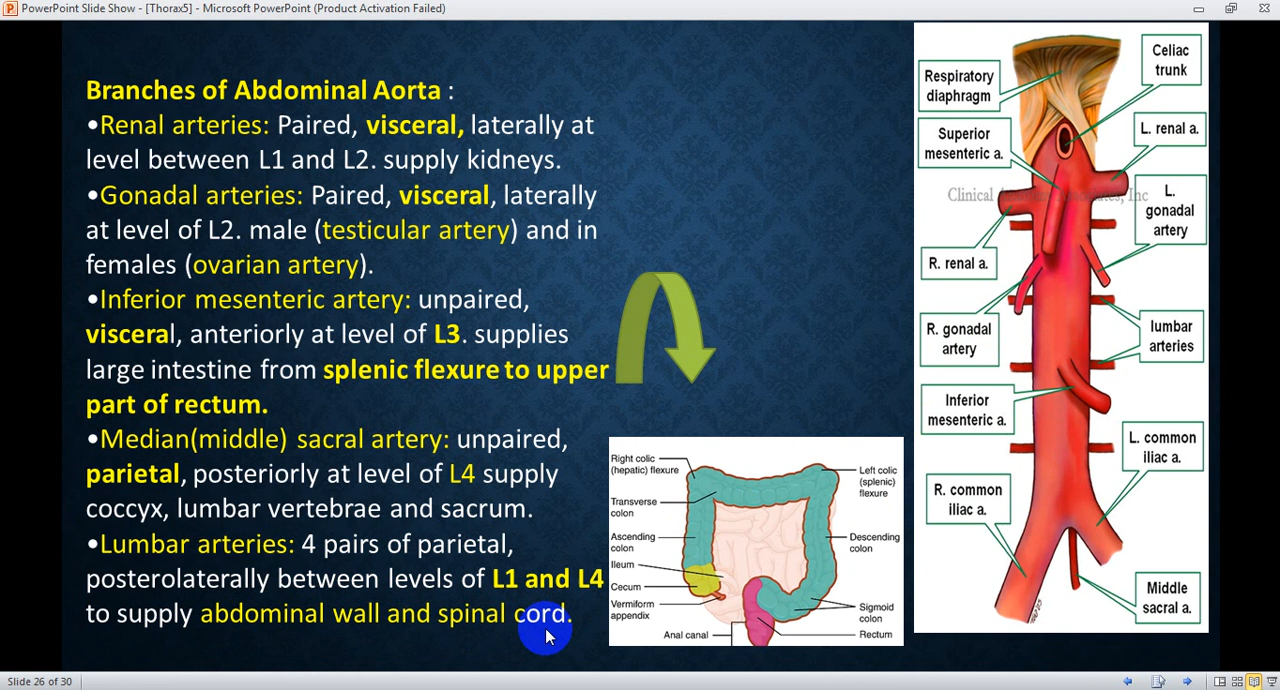 PowerPoint Slide Show - [Thorax5] - Microsoft PowerPoint (Product Activation Failed)
Branches of Abdominal Aorta :
•Renal arteries: Paired, visceral, laterally at
level between L1 and L2. supply kidneys.
•Gonadal arteries: Paired, visceral, laterally
at level of L2. male (testicular artery) and in
females (ovarian artery).
•Inferior mesenteric artery: unpaired,
visceral, anteriorly at level of L3. supplies
large intestine from splenic flexure to upper
part of rectum.
•Median(middle) sacral artery: unpaired,
parietal, posteriorly at level of L4 supply
coccyx, lumbar vertebrae and sacrum.
•Lumbar arteries: 4 pairs of parietal,
posterolaterally between levels of L1 and L4
to supply abdominal wall and spinal cord.
Right colic
(hepatic) flexure
Transverse
colon
Ascending
colon
Ileum
Cecum
Vermiform
appendix
Anal canal
Left colic
(splenic)
flexure
Descending
colon
Sigmoid
colon
Rectum
Respiratory
diaphragm
Superior
mesenteric a.
R. renal a.
R. gonadal
artery
Inferior
mesenteric a.
R. common
iliac a.
Celiac
trunk
L. renal a.
L.
gonadal
artery
lumbar
arteries
L. common
iliac a.
Middle
sacral a.
Clinical
Inc
Slide 26 of 30